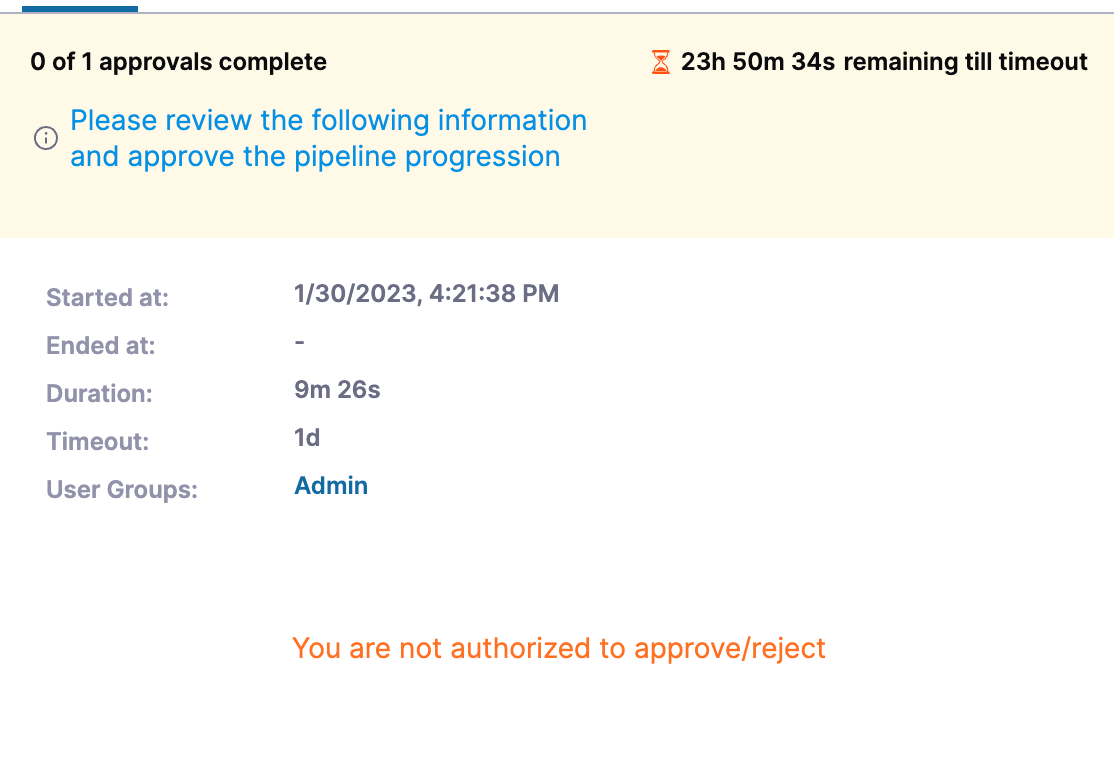 0 of 1 approvals complete
23h 50m 34s remaining till timeout
Please review the following information
and approve the pipeline progression
Started at: 1/30/2023, 4:21:38 PM
Ended at: -
Duration: 9m 26s
Timeout: 1d
User Groups: Admin
You are not authorized to approve/reject